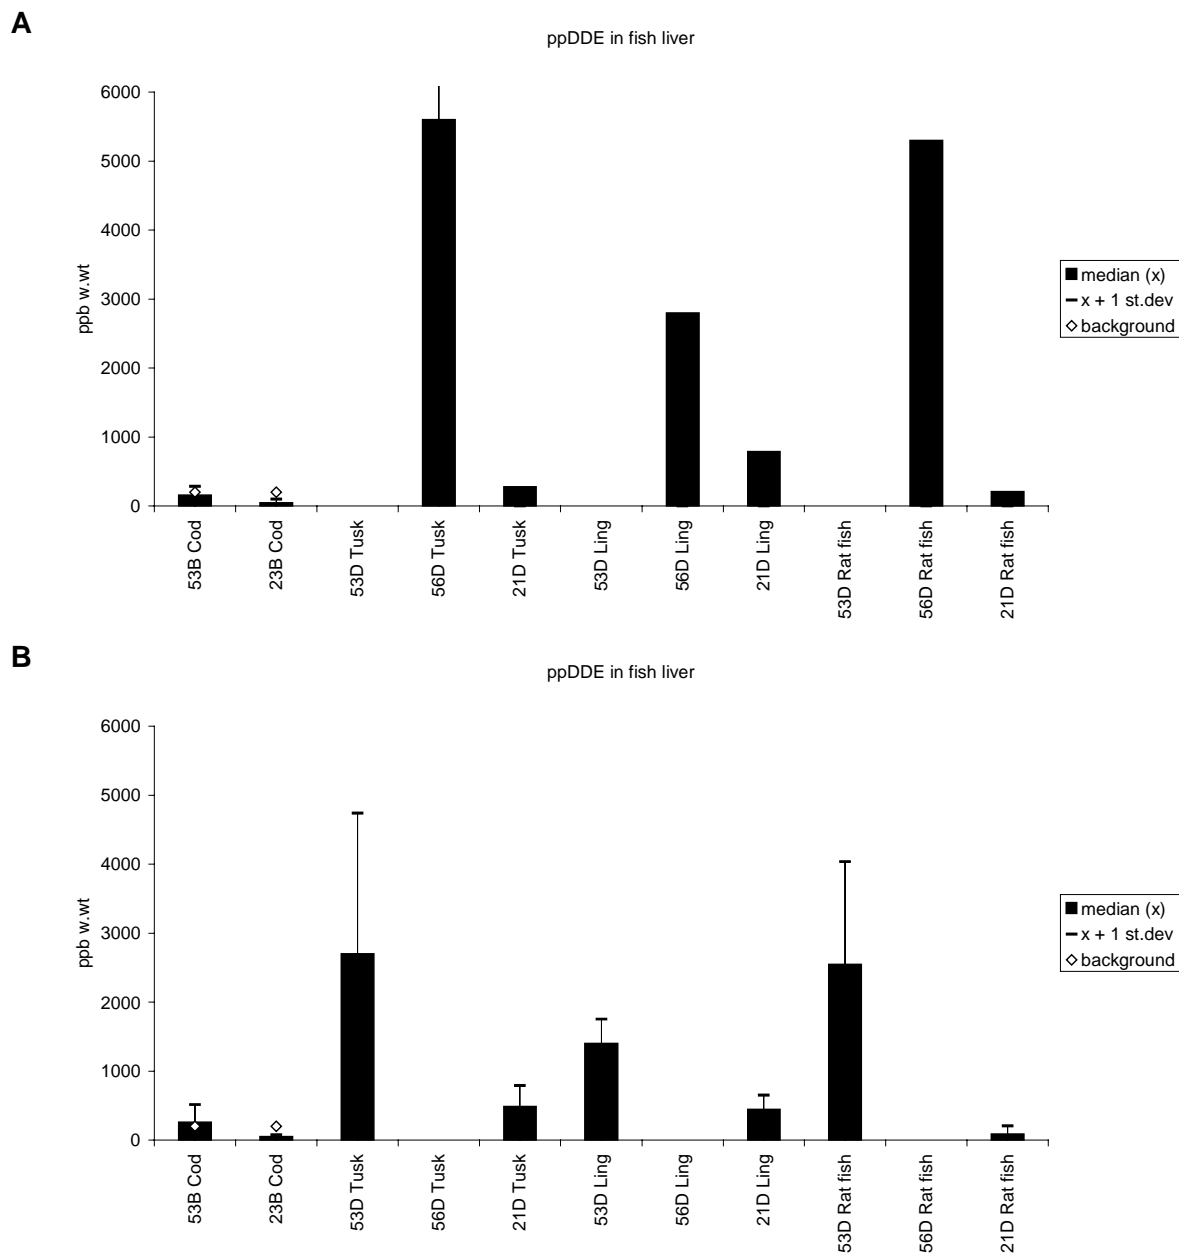 A
ppDDE in fish liver
6000
5000
4000
3000
2000
1000
0
ppb w.wt
median (x)
x + 1 st.dev
background
53B Cod
23B Cod
53D Tusk
56D Tusk
21D Tusk
53D Ling
56D Ling
21D Ling
53D Rat fish
56D Rat fish
21D Rat fish
B
ppDDE in fish liver
6000
5000
4000
3000
2000
1000
0
ppb w.wt
median (x)
x + 1 st.dev
background
53B Cod
23B Cod
53D Tusk
56D Tusk
21D Tusk
53D Ling
56D Ling
21D Ling
53D Rat fish
56D Rat fish
21D Rat fish